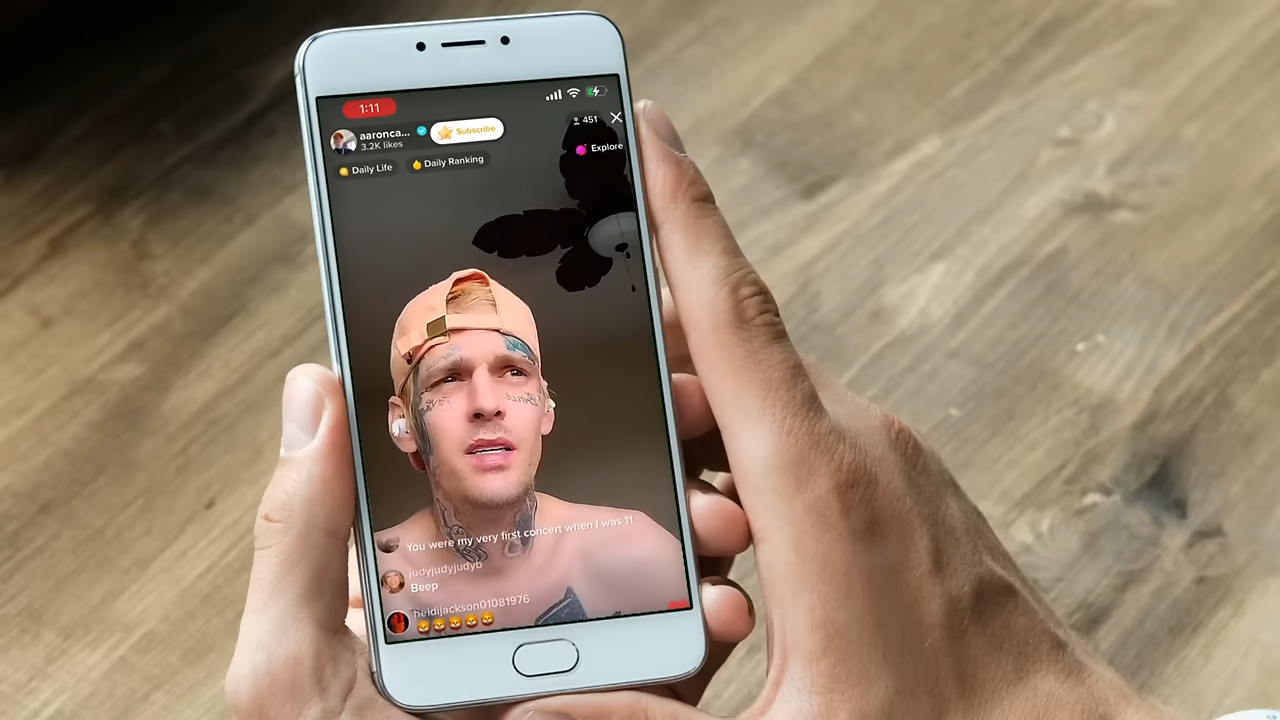 1:11
aaronca...
Subscribe
3.2K likes
451
Explore
Daily Life
Daily Ranking
You were my very first concert when I was 11
judyjudyjudyb
Beep
heidijackson01081976